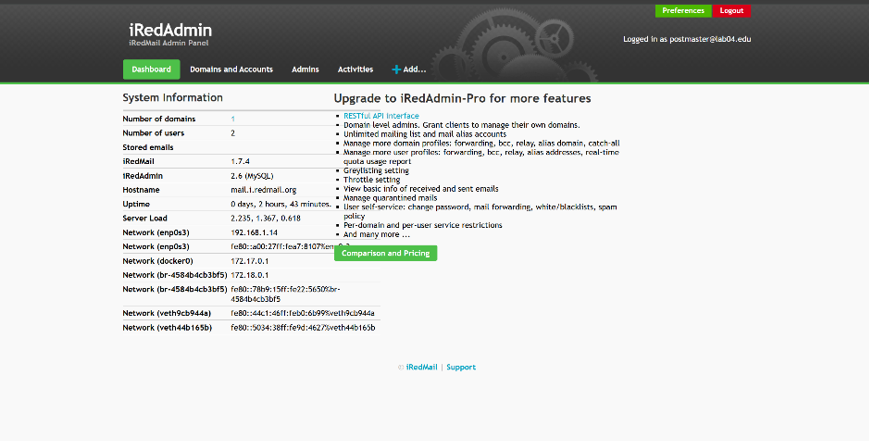 Preferences Logout
iRedAdmin
iRedMail Admin Panel
Logged in as postmaster@lab04.edu
Dashboard Domains and Accounts Admins Activities + Add...
System Information
Number of domains 1
Number of users 2
Stored emails
iRedMail 1.7.4
iRedAdmin 2.6 (MySQL)
Hostname mail.i.redmail.org
Uptime 0 days, 2 hours, 43 minutes.
Server Load 2.235, 1.367, 0.618
Network (enp0s3) 192.168.1.14
Network (enp0s3) fe80::a00:27ff:fea7:8107%enp0s3
Network (docker0) 172.17.0.1
Network (br-4584b4cb3bf5) 172.18.0.1
Network (br-4584b4cb3bf5) fe80::78b9:15ff:fe22:5650%br-
4584b4cb3bf5
Network (veth9cb944a) fe80::44c1:46ff:feb0:6b99%veth9cb944a
Network (veth44b165b) fe80::5034:38ff:fe9d:4627%veth44b165b
Upgrade to iRedAdmin-Pro for more features
RESTful API Interface
Domain level admins. Grant clients to manage their own domains.
Unlimited mailing list and mail alias accounts
Manage more domain profiles: forwarding, bcc, relay, alias domain, catch-all
Manage more user profiles: forwarding, bcc, relay, alias addresses, real-time
quota usage report
Greylisting setting
Throttle setting
View basic info of received and sent emails
Manage quarantined mails
User self-service: change password, mail forwarding, white/blacklists, spam
policy
Per-domain and per-user service restrictions
And many more ...
Comparison and Pricing
© iRedMail | Support